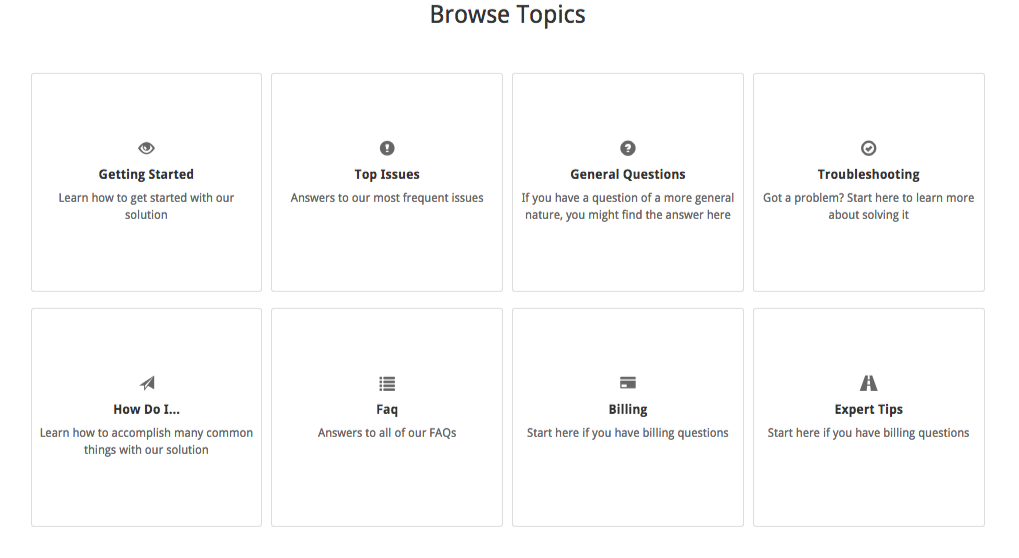 Browse Topics
Getting Started
Learn how to get started with our
solution
Top Issues
Answers to our most frequent issues
General Questions
If you have a question of a more general
nature, you might find the answer here
Troubleshooting
Got a problem? Start here to learn more
about solving it
How Do I...
Learn how to accomplish many common
things with our solution
Faq
Answers to all of our FAQs
Billing
Start here if you have billing questions
Expert Tips
Start here if you have billing questions